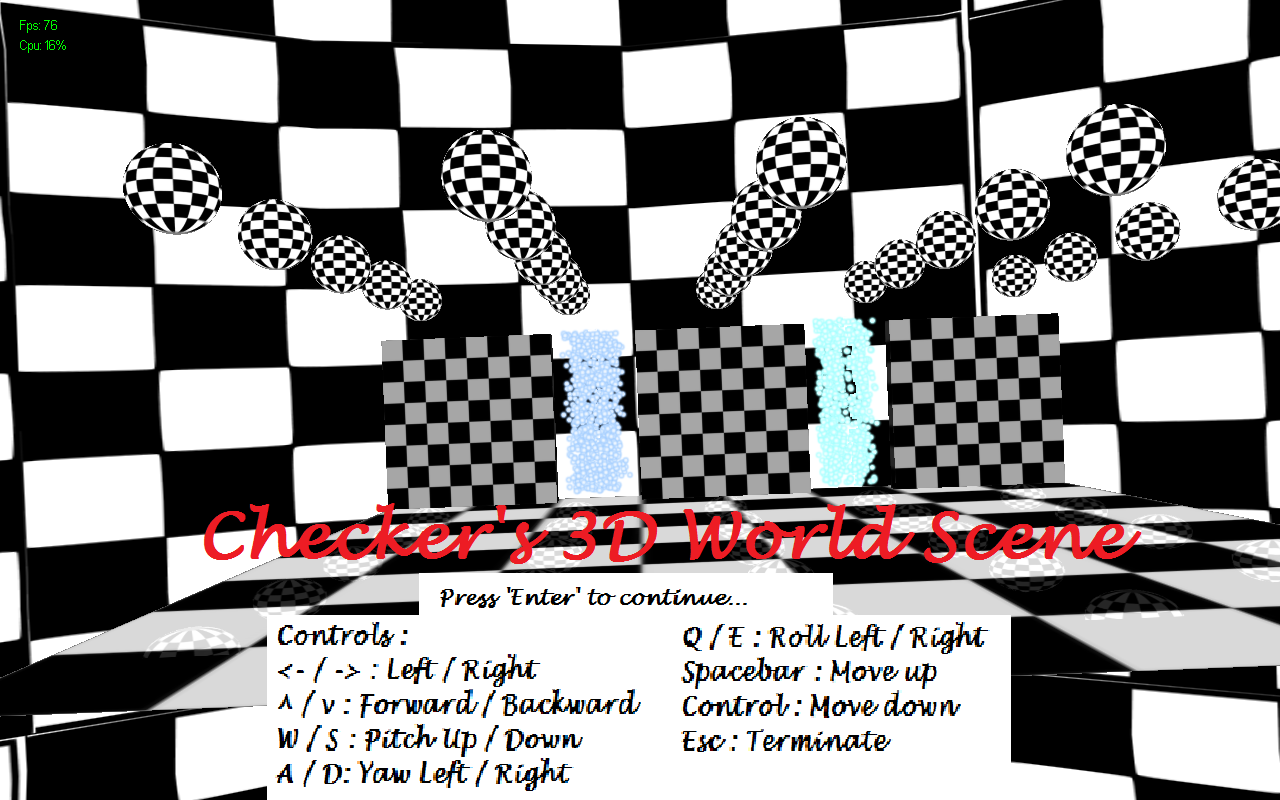 Fps: 76
Cpu: 16%
Checker's 3D World Scene
Press 'Enter' to continue...
Controls :
<- / -> : Left / Right
^ / v : Forward / Backward
W / S : Pitch Up / Down
A / D: Yaw Left / Right
Q / E : Roll Left / Right
Spacebar : Move up
Control : Move down
Esc : Terminate